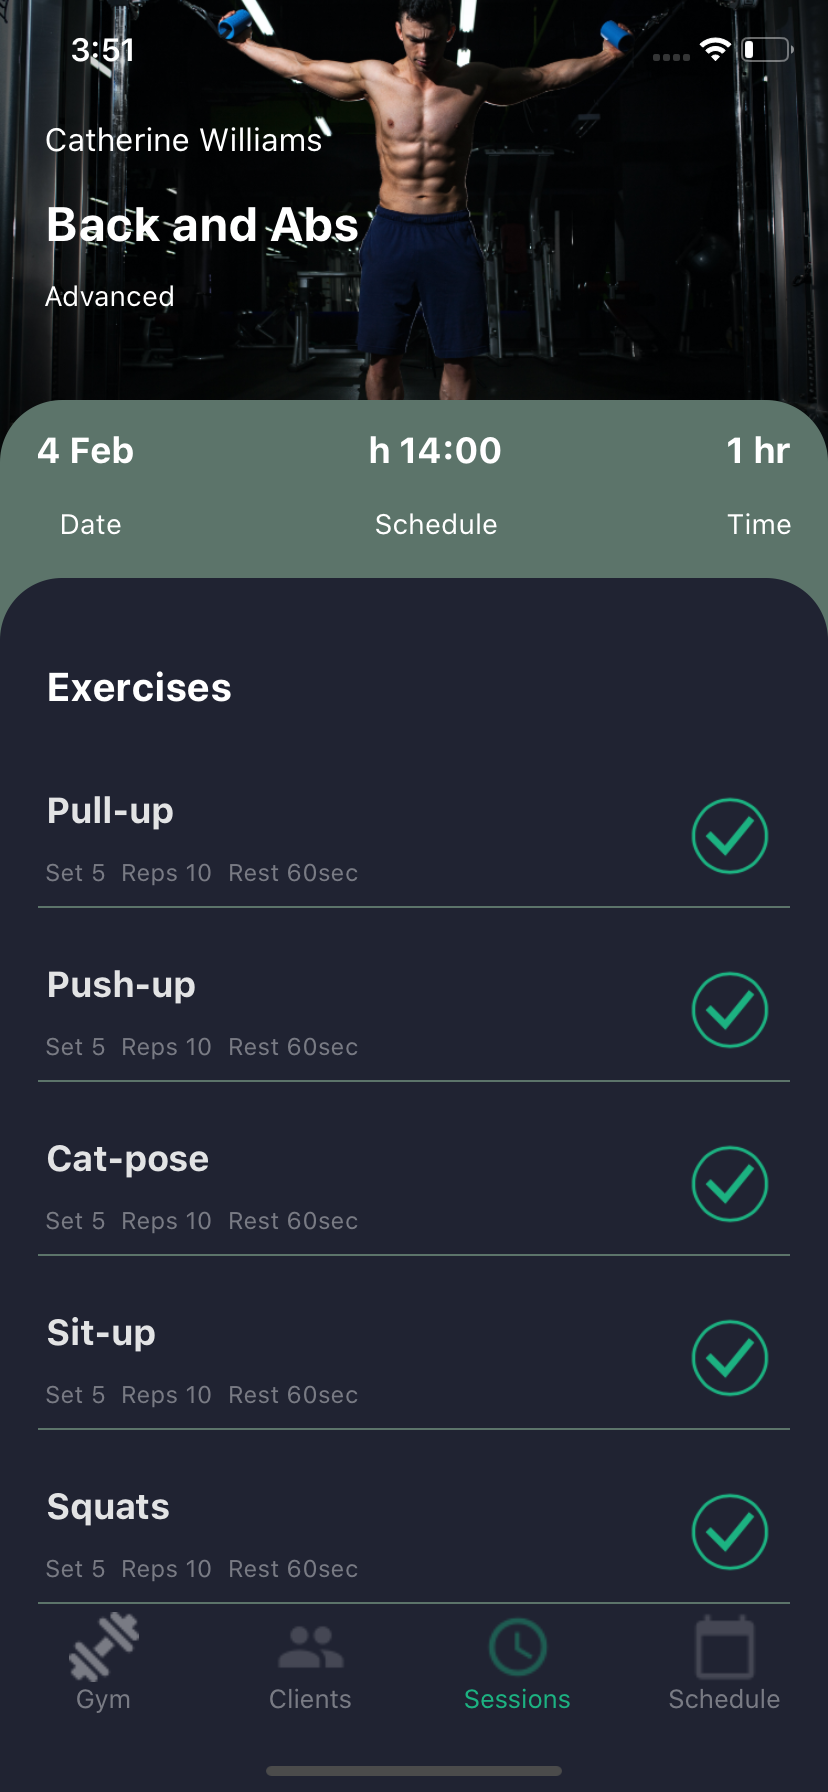 3:51
Catherine Williams
Back and Abs
Advanced
4 Feb h 14:00 1 hr
Date Schedule Time
Exercises
Pull-up
Set 5 Reps 10 Rest 60sec
Push-up
Set 5 Reps 10 Rest 60sec
Cat-pose
Set 5 Reps 10 Rest 60sec
Sit-up
Set 5 Reps 10 Rest 60sec
Squats
Set 5 Reps 10 Rest 60sec
Gym Clients Sessions Schedule